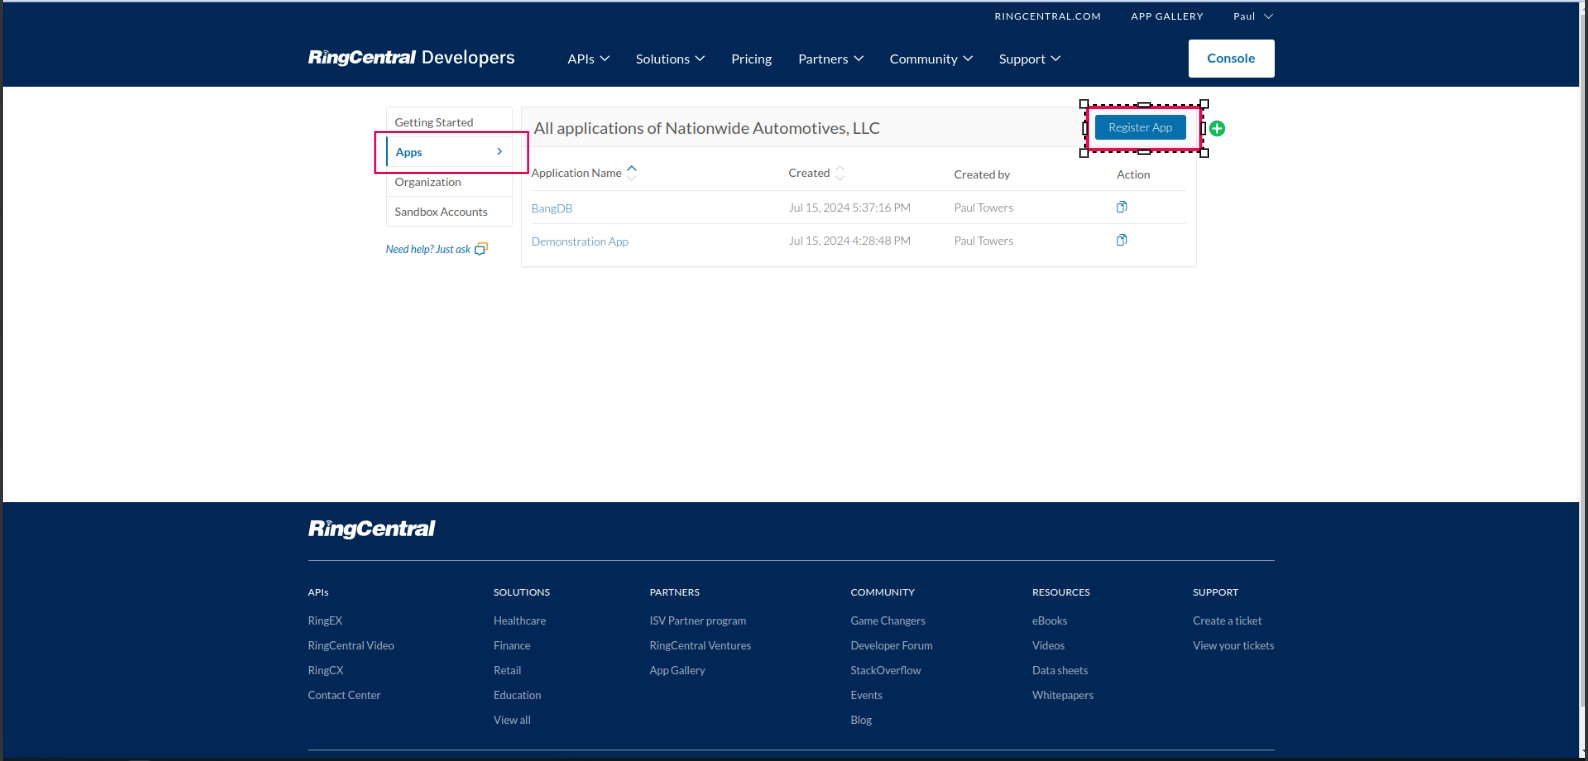 RINGCENTRAL.COM APP GALLERY Paul
RingCentral Developers APIs Solutions Pricing Partners Community Support Console
Getting Started
Apps
Organization
Sandbox Accounts
Need help? Just ask
All applications of Nationwide Automotives, LLC Register App
Application Name Created Created by Action
BangDB Jul 15, 2024 5:37:16 PM Paul Towers
Demonstration App Jul 15, 2024 4:28:48 PM Paul Towers
RingCentral
APIs
RingEX
RingCentral Video
RingCX
Contact Center
SOLUTIONS
Healthcare
Finance
Retail
Education
View all
PARTNERS
ISV Partner program
RingCentral Ventures
App Gallery
COMMUNITY
Game Changers
Developer Forum
StackOverflow
Events
Blog
RESOURCES
eBooks
Videos
Data sheets
Whitepapers
SUPPORT
Create a ticket
View your tickets